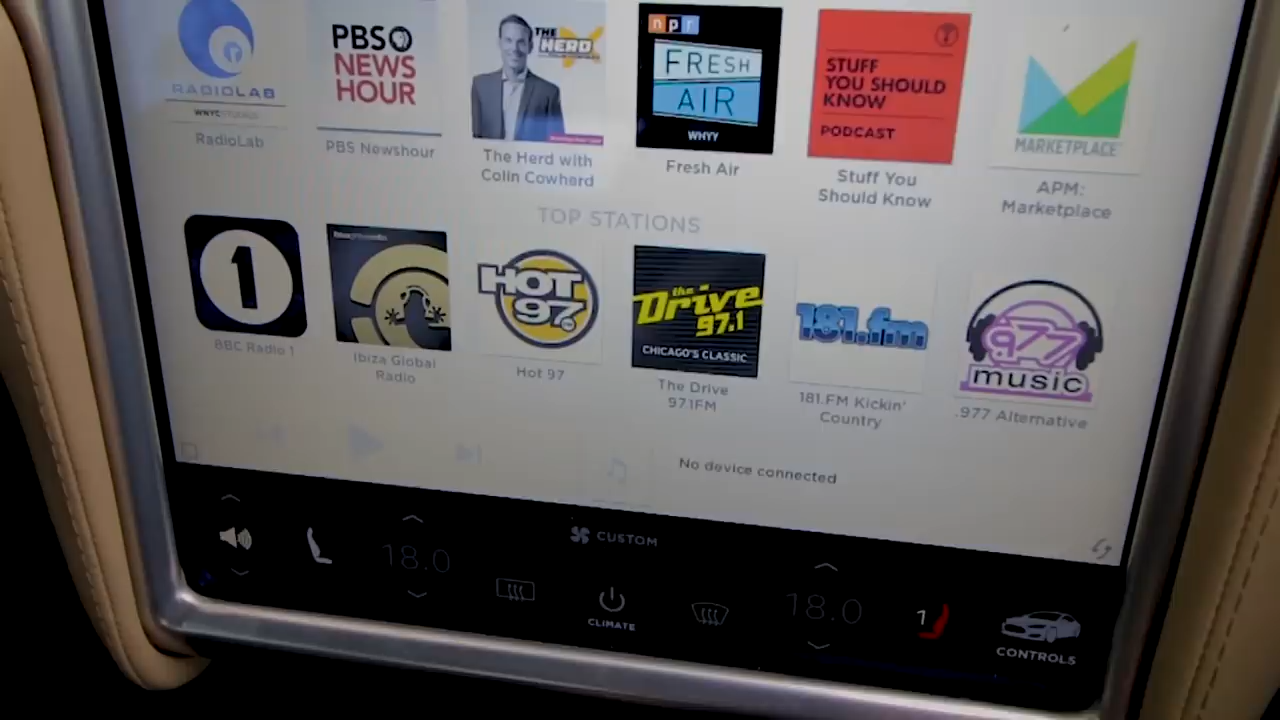 RADIOLAB
WNYC STUDIOS
RadioLab
PBS
NEWS
HOUR
PBS Newshour
THE
HERD
The Herd with
Colin Cowherd
npr
FRESH
AIR
WHYY
Fresh Air
STUFF
YOU SHOULD
KNOW
PODCAST
Stuff You
Should Know
MARKETPLACE
APM:
Marketplace
TOP STATIONS
1
BBC Radio 1
Ibiza Global
Radio
HOT
97
Hot 97
the
Drive
97.1
CHICAGO'S CLASSIC
The Drive
97.1FM
181.fm
181.FM Kickin'
Country
.977
music
.977 Alternative
No device connected
18.0
CUSTOM
CLIMATE
18.0
1
CONTROLS